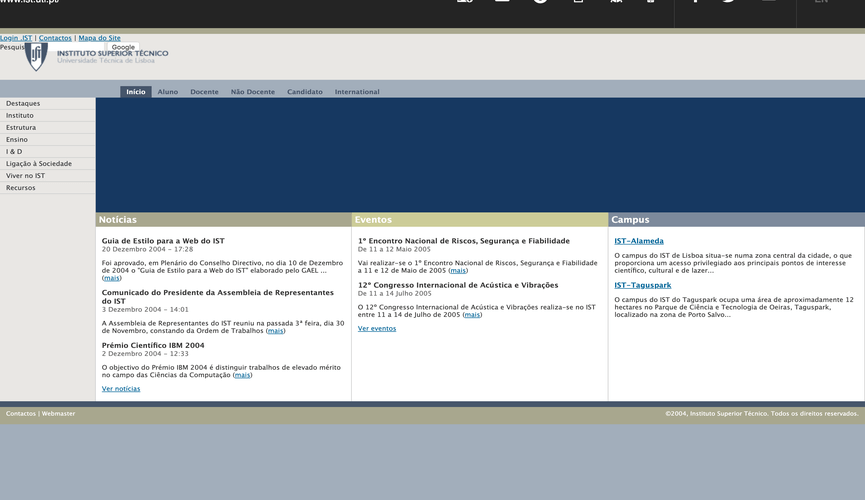 www.ist.utl.pt/
EN
Login .IST | Contactos | Mapa do Site
Pesquis
Google
INSTITUTO SUPERIOR TÉCNICO
Universidade Técnica de Lisboa
Início Aluno Docente Não Docente Candidato International
Destaques
Instituto
Estrutura
Ensino
I & D
Ligação à Sociedade
Viver no IST
Recursos
Notícias
Guia de Estilo para a Web do IST
20 Dezembro 2004 - 17:28
Foi aprovado, em Plenário do Conselho Directivo, no dia 10 de Dezembro
de 2004 o "Guia de Estilo para a Web do IST" elaborado pelo GAEL ...
(mais)
Comunicado do Presidente da Assembleia de Representantes
do IST
3 Dezembro 2004 - 14:01
A Assembleia de Representantes do IST reuniu na passada 3ª feira, dia 30
de Novembro, constando da Ordem de Trabalhos (mais)
Prémio Científico IBM 2004
2 Dezembro 2004 - 12:33
O objectivo do Prémio IBM 2004 é distinguir trabalhos de elevado mérito
no campo das Ciências da Computação (mais)
Ver notícias
Eventos
1º Encontro Nacional de Riscos, Segurança e Fiabilidade
De 11 a 12 Maio 2005
Vai realizar-se o 1º Encontro Nacional de Riscos, Segurança e Fiabilidade
a 11 e 12 de Maio de 2005 (mais)
12º Congresso Internacional de Acústica e Vibrações
De 11 a 14 Julho 2005
O 12º Congresso Internacional de Acústica e Vibrações realiza-se no IST
entre 11 a 14 de Julho de 2005 (mais)
Ver eventos
Campus
IST-Alameda
O campus do IST de Lisboa situa-se numa zona central da cidade, o que
proporciona um acesso privilegiado aos principais pontos de interesse
científico, cultural e de lazer...
IST-Taguspark
O campus do IST do Taguspark ocupa uma área de aproximadamente 12
hectares no Parque de Ciência e Tecnologia de Oeiras, Taguspark,
localizado na zona de Porto Salvo...
Contactos | Webmaster
©2004, Instituto Superior Técnico. Todos os direitos reservados.